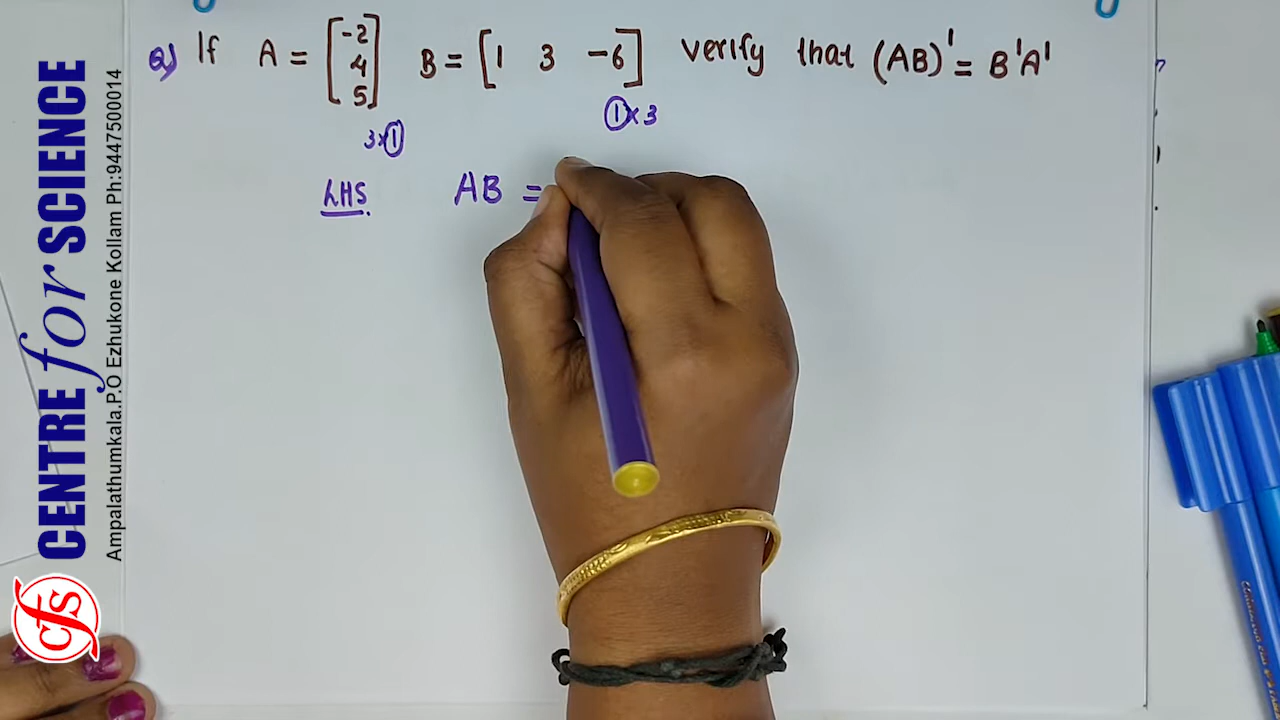 Q) If A = [-2 4 5] B = [1 3 -6] verify that (AB)' = B'A'
3×1 1×3
LHS. AB =
CENTRE for SCIENCE
Ampalathumkala.P.O Ezhukone Kollam Ph:9447500014
cfs